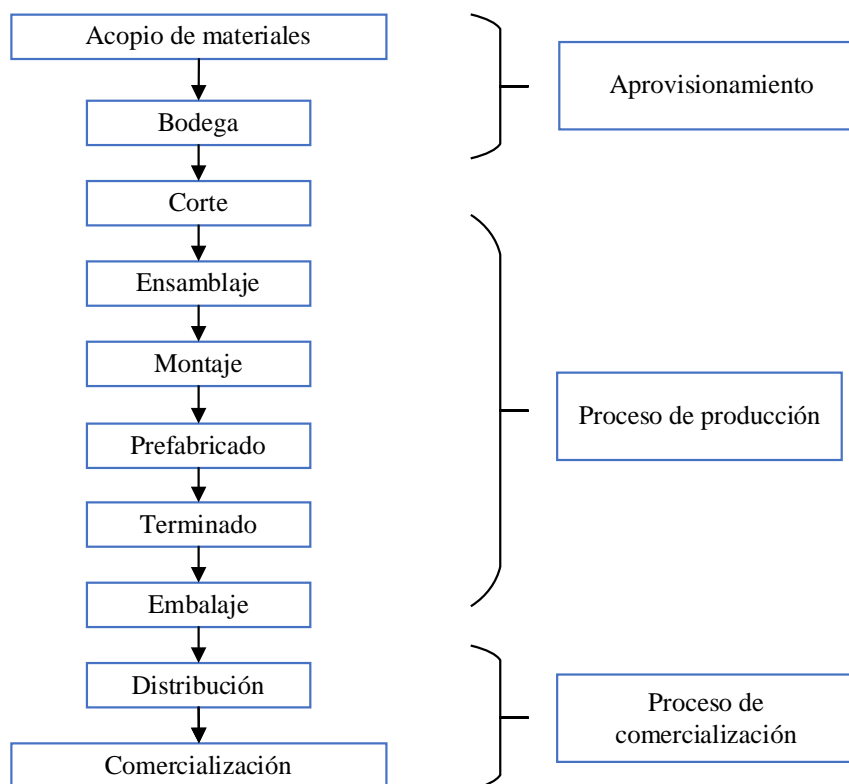 Acopio de materiales
Bodega
Corte
Ensamblaje
Montaje
Prefabricado
Terminado
Embalaje
Distribución
Comercialización
Aprovisionamiento
Proceso de producción
Proceso de
comercialización